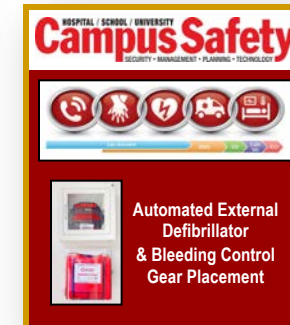 HOSPITAL / SCHOOL / UNIVERSITY
Campus Safety
SECURITY • MANAGEMENT • PLANNING • TECHNOLOGY
Automated External
Defibrillator
& Bleeding Control
Gear Placement